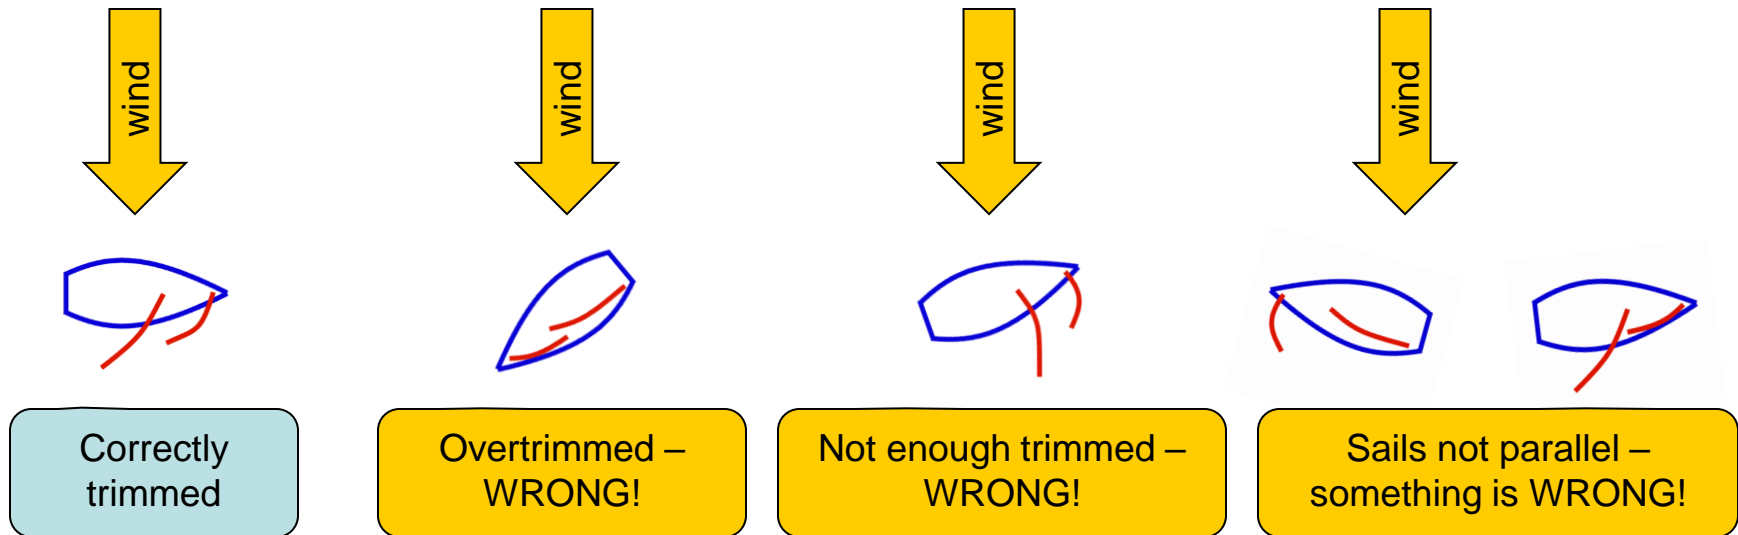 wind
wind
wind
wind
Correctly
trimmed
Overtrimmed –
WRONG!
Not enough trimmed –
WRONG!
Sails not parallel –
something is WRONG!